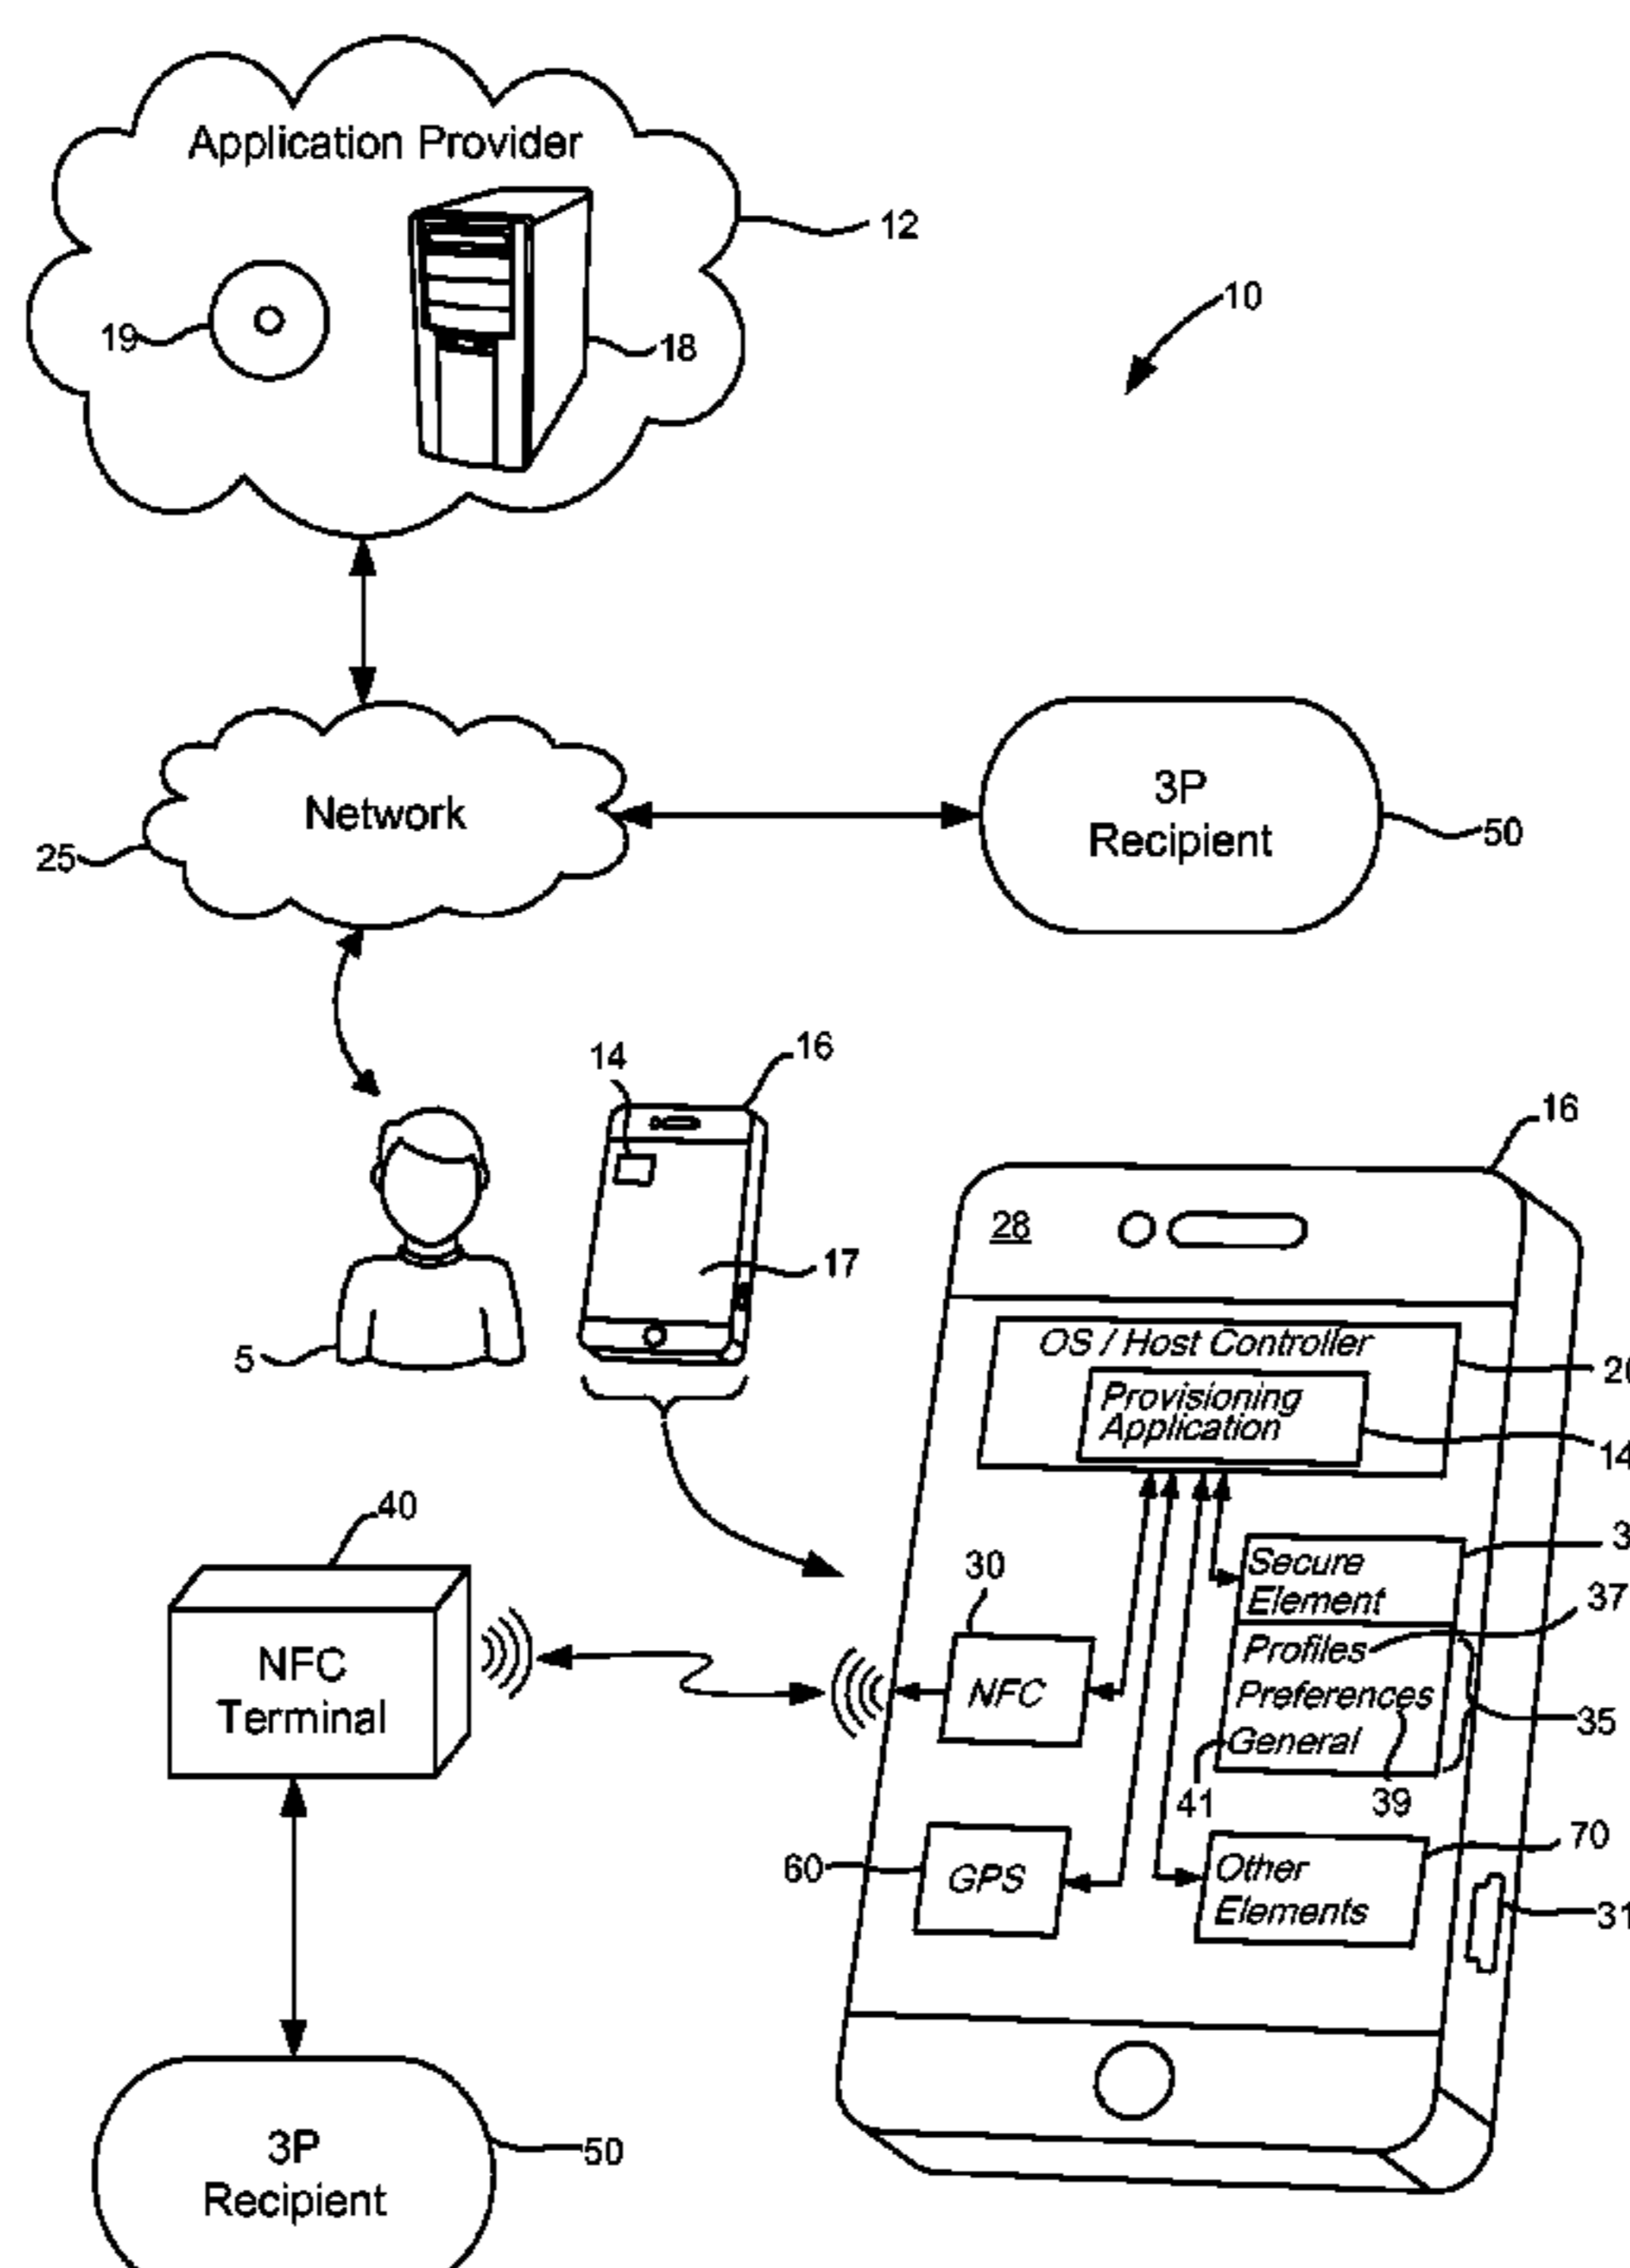 Application Provider
12
10
19
18
Network
3P
Recipient
50
25
14
16
16
28
17
OS / Host Controller
5
Provisioning
Application
14
40
30
Secure
Element
37
NFC
Terminal
NFC
Profiles
Preferences
General
35
41
39
60
GPS
Other
Elements
70
31
3P
Recipient
50